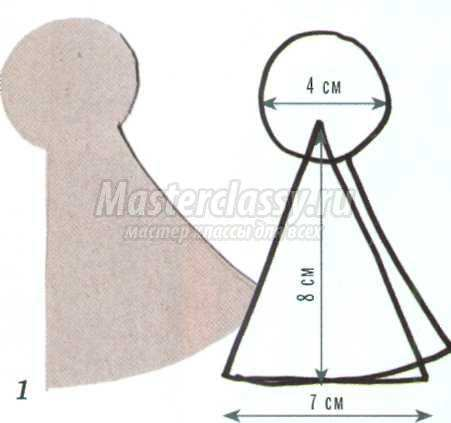 4 см
Masterclassy.ru
мастер классы для всех
8 см
1
7 см